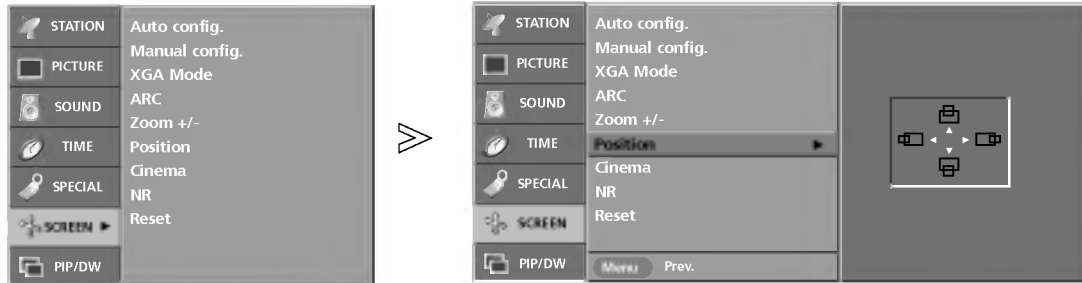 STATION
PICTURE
SOUND
TIME
SPECIAL
SCREEN
PIP/DW
Auto config.
Manual config.
XGA Mode
ARC
Zoom +/-
Position
Cinema
NR
Reset
STATION
PICTURE
SOUND
TIME
SPECIAL
SCREEN
PIP/DW
Auto config.
Manual config.
XGA Mode
ARC
Zoom +/-
Position
Cinema
NR
Reset
Menu Prev.